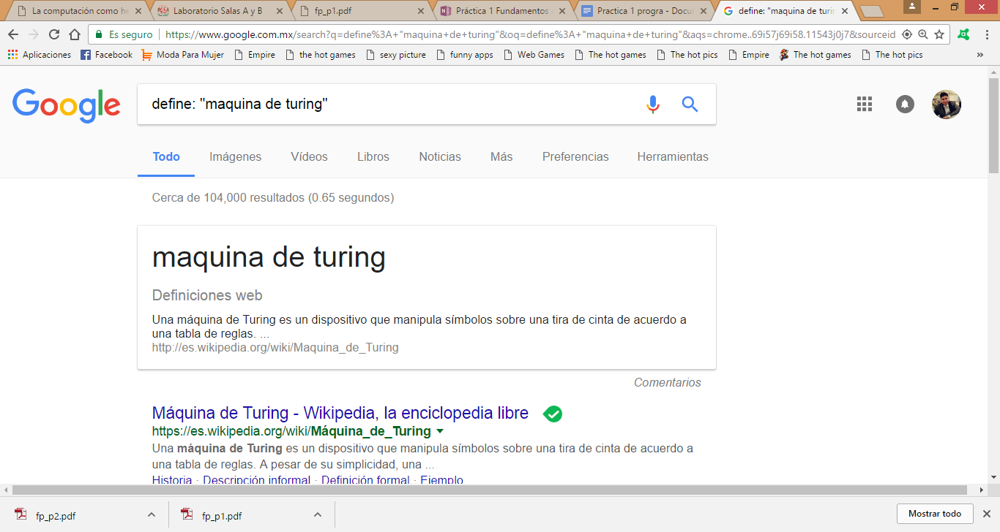 La computación como he
Laboratorio Salas A y B
fp_p1.pdf
Práctica 1 Fundamentos
Practica 1 progra - Docu
define: "maquina de turin
Es seguro
https://www.google.com.mx/search?q=define%3A+"maquina+de+turing"&oq=define%3A+"maquina+de+turing"&aqs=chrome..69i57j69i58.11543j0j7&sourceid
Aplicaciones
Facebook
Moda Para Mujer
Empire
the hot games
sexy picture
funny apps
Web Games
The hot games
The hot pics
Empire
The hot games
The hot pics
»
Google
define: "maquina de turing"
Todo
Imágenes
Vídeos
Libros
Noticias
Más
Preferencias
Herramientas
Cerca de 104,000 resultados (0.65 segundos)
maquina de turing
Definiciones web
Una máquina de Turing es un dispositivo que manipula símbolos sobre una tira de cinta de acuerdo a
una tabla de reglas. ...
http://es.wikipedia.org/wiki/Maquina_de_Turing
Comentarios
Máquina de Turing - Wikipedia, la enciclopedia libre
https://es.wikipedia.org/wiki/Máquina_de_Turing
Una máquina de Turing es un dispositivo que manipula símbolos sobre una tira de cinta de acuerdo a
una tabla de reglas. A pesar de su simplicidad, una ...
Historia · Descripción informal · Definición formal · Ejemplo
fp_p2.pdf
fp_p1.pdf
Mostrar todo